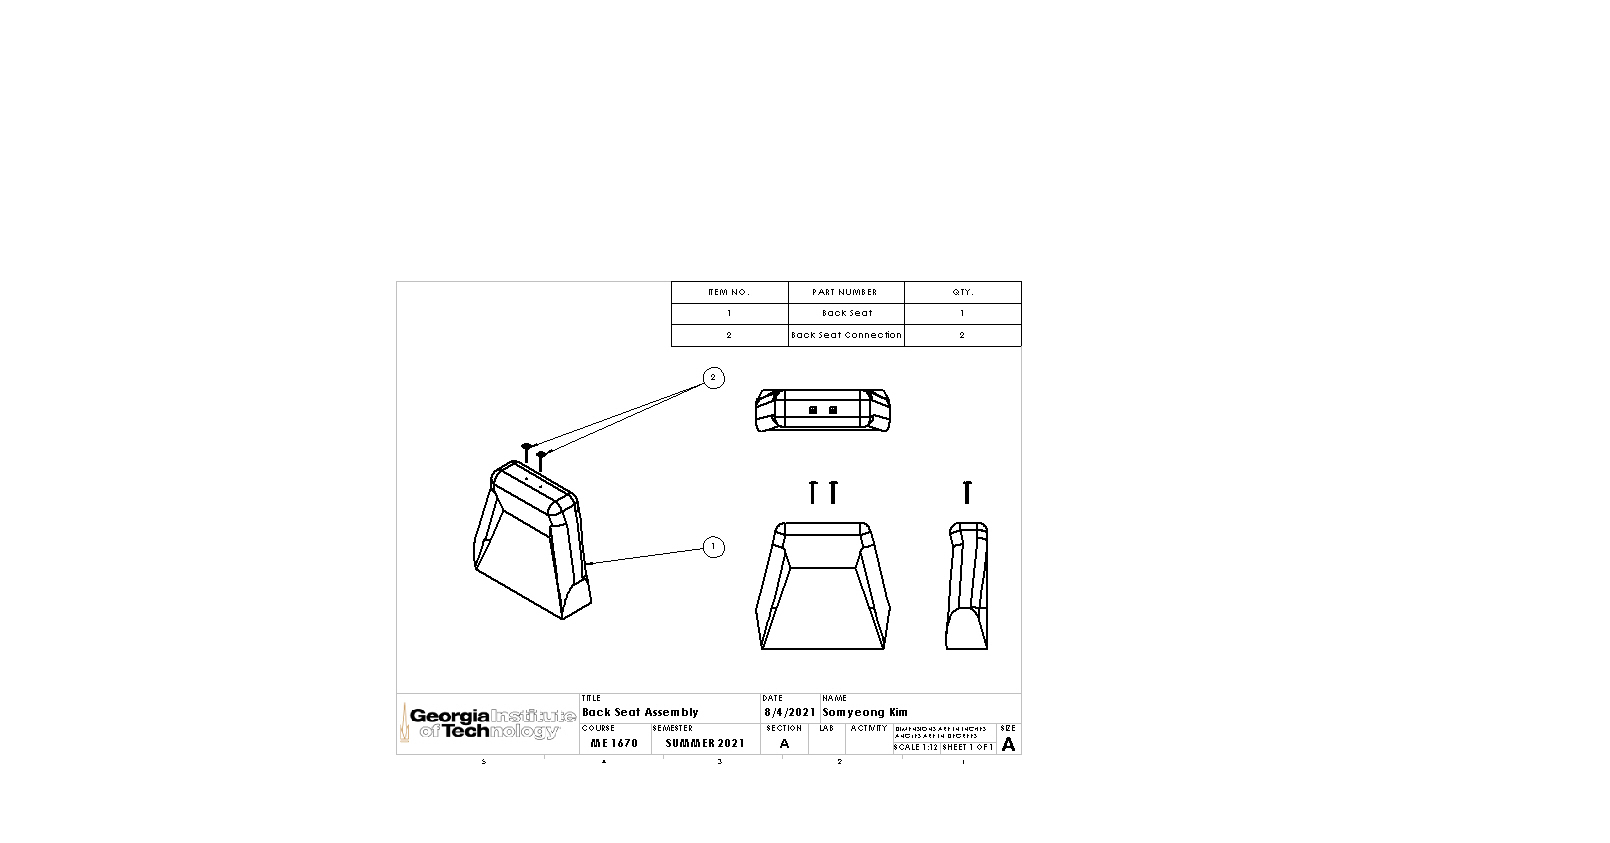 ITEM NO. PART NUMBER QTY.
1 Back Seat 1
2 Back Seat Connection 2
2
1
TITLE DATE NAME
Back Seat Assembly 8/4/2021 Somyeong Kim
Georgia Institute
of Technology
COURSE SEMESTER SECTION LAB ACTIVITY DIMENSIONS ARE IN INCHES SIZE
ANGLES ARE IN DEGREES
ME 1670 SUMMER 2021 A SCALE 1:12 SHEET 1 OF 1 A
5 4 3 2 1